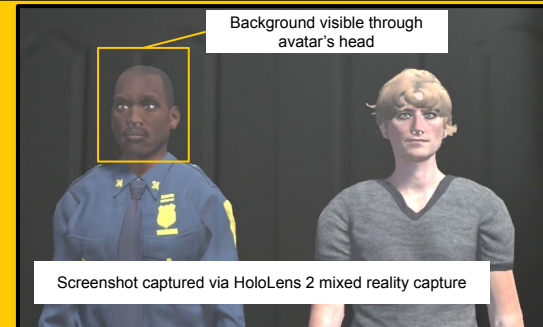 Background visible through
avatar's head
Screenshot captured via HoloLens 2 mixed reality capture